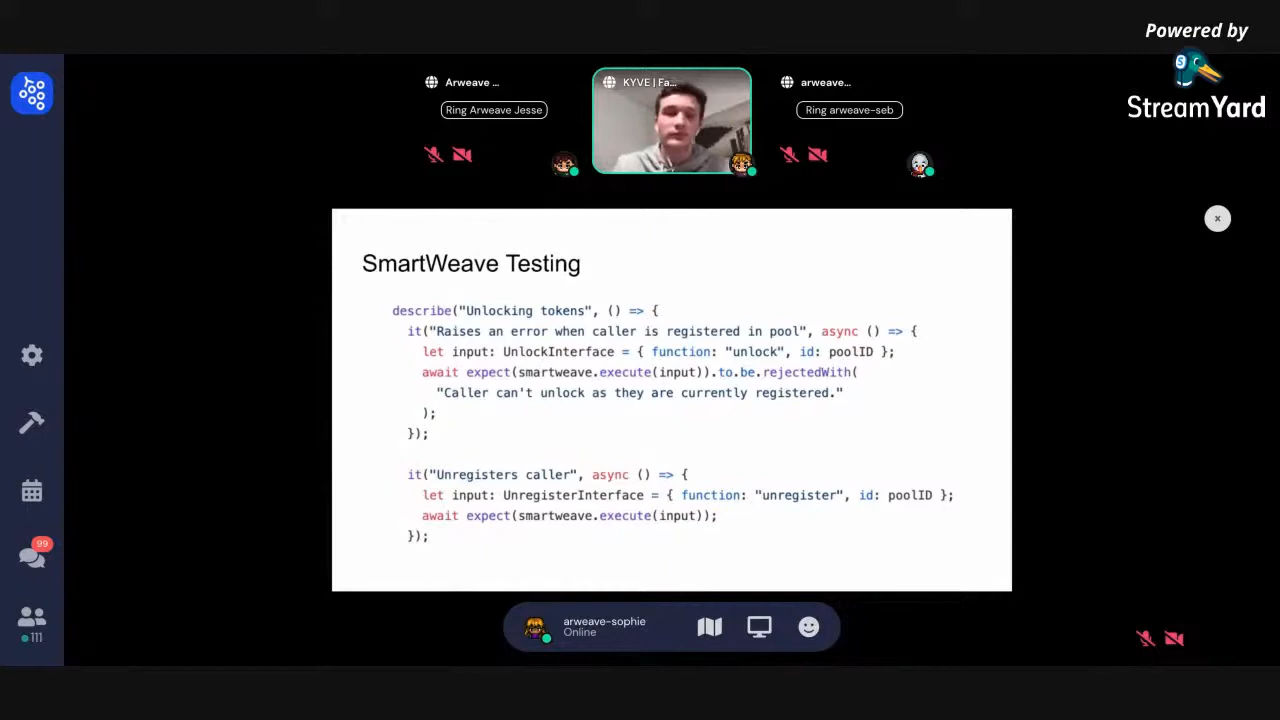 Powered by
StreamYard
Arweave ...
Ring Arweave Jesse
KYVE | Fa...
arweave...
Ring arweave-seb
SmartWeave Testing
describe("Unlocking tokens", () => {
it("Raises an error when caller is registered in pool", async () => {
let input: UnlockInterface = { function: "unlock", id: poolID };
await expect(smartweave.execute(input)).to.be.rejectedWith(
"Caller can't unlock as they are currently registered."
);
});
it("Unregisters caller", async () => {
let input: UnregisterInterface = { function: "unregister", id: poolID };
await expect(smartweave.execute(input));
});
99
111
arweave-sophie
Online